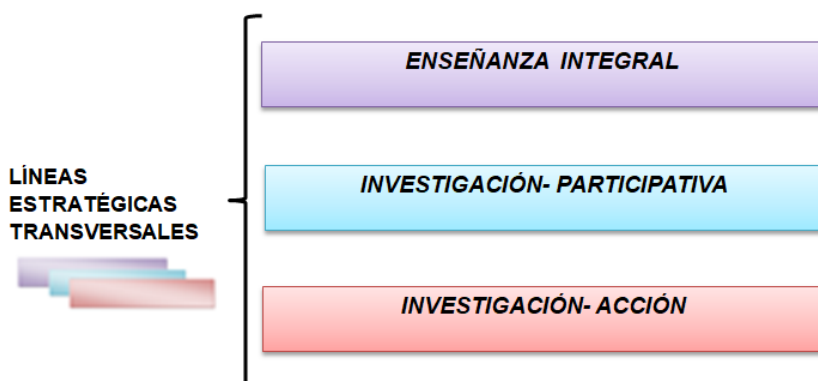 ENSEÑANZA INTEGRAL
LÍNEAS
ESTRATÉGICAS
TRANSVERSALES
INVESTIGACIÓN- PARTICIPATIVA
INVESTIGACIÓN- ACCIÓN